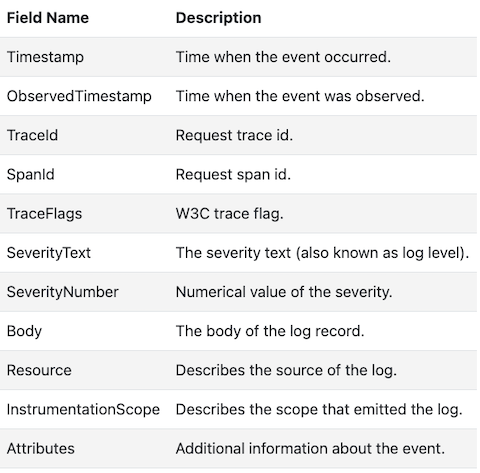 Field Name Description
Timestamp Time when the event occurred.
ObservedTimestamp Time when the event was observed.
TraceId Request trace id.
SpanId Request span id.
TraceFlags W3C trace flag.
SeverityText The severity text (also known as log level).
SeverityNumber Numerical value of the severity.
Body The body of the log record.
Resource Describes the source of the log.
InstrumentationScope Describes the scope that emitted the log.
Attributes Additional information about the event.